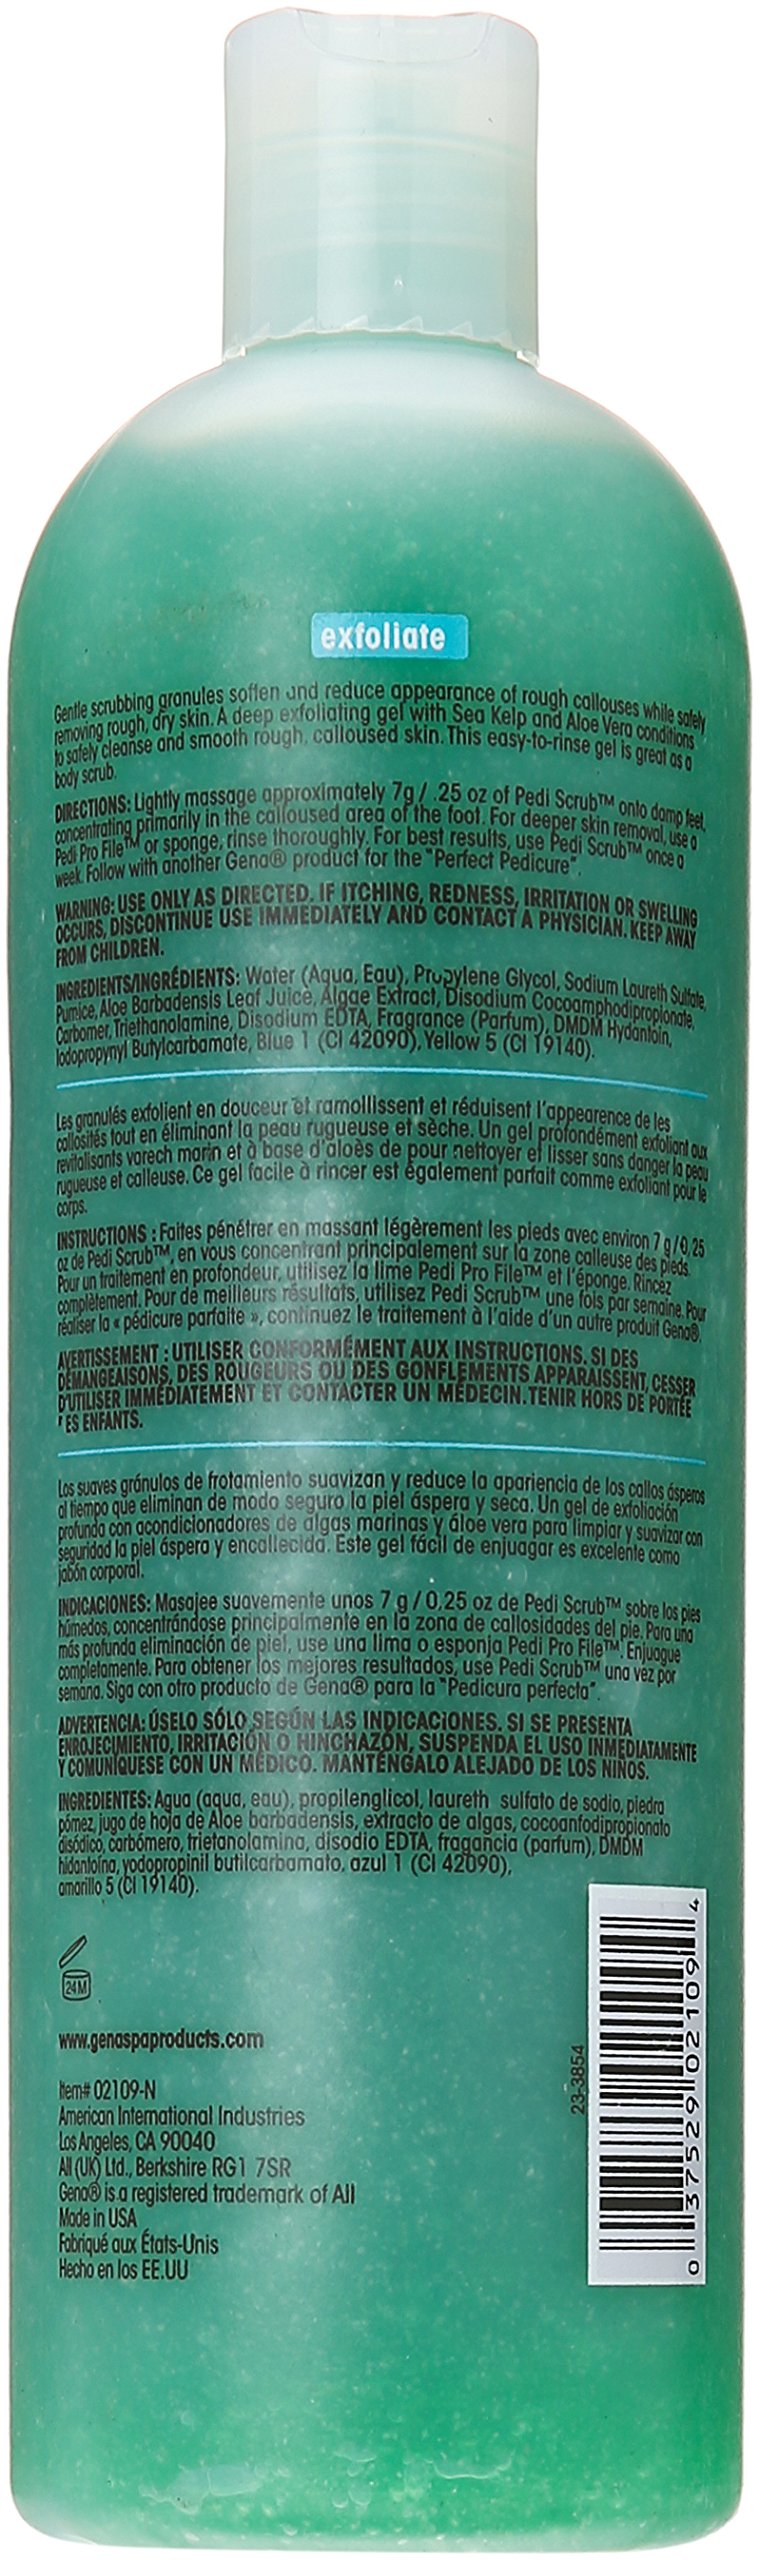 exfoliate
Gentle scrubbing granules soften and reduce appearance of rough callouses while safely
removing rough, dry skin. A deep exfoliating gel with Sea Kelp and Aloe Vera conditions
to safely cleanse and smooth rough, calloused skin. This easy-to-rinse gel is great as a
body scrub.
DIRECTIONS: Lightly massage approximately 7g / .25 oz of Pedi Scrub™ onto damp feet,
concentrating primarily in the calloused area of the foot. For deeper skin removal, use a
Pedi Pro File™ or sponge, rinse thoroughly. For best results, use Pedi Scrub™ once a
week. Follow with another Gena® product for the "Perfect Pedicure".
WARNING: USE ONLY AS DIRECTED. IF ITCHING, REDNESS, IRRITATION OR SWELLING
OCCURS, DISCONTINUE USE IMMEDIATELY AND CONTACT A PHYSICIAN. KEEP AWAY
FROM CHILDREN.
INGREDIENTS/INGRÉDIENTS: Water (Aqua, Eau), Propylene Glycol, Sodium Laureth Sulfate,
Pumice, Aloe Barbadensis Leaf Juice, Algae Extract, Disodium Cocoamphodipropionate,
Carbomer, Triethanolamine, Disodium EDTA, Fragrance (Parfum), DMDM Hydantoin,
Iodopropynyl Butylcarbamate, Blue 1 (CI 42090), Yellow 5 (CI 19140).
Les granulés exfolient en douceur et ramollissent et réduisent l'appearence de les
callosités tout en éliminant la peau rugueuse et sèche. Un gel profondément exfoliant aux
revitalisants varech marin et à base d'aloès de pour nettoyer et lisser sans danger la peau
rugueuse et calleuse. Ce gel facile à rincer est également parfait comme exfoliant pour le
corps.
INSTRUCTIONS : Faites pénétrer en massant légèrement les pieds avec environ 7 g/0,25
oz de Pedi Scrub™, en vous concentrant principalement sur la zone calleuse des pieds.
Pour un traitement en profondeur, utilisez la lime Pedi Pro File™ et l'éponge. Rincez
complètement. Pour de meilleurs résultats, utilisez Pedi Scrub™ une fois par semaine. Pour
réaliser la « pédicure parfaite », continuez le traitement à l'aide d'un autre produit Gena®.
AVERTISSEMENT : UTILISER CONFORMÉMENT AUX INSTRUCTIONS. SI DES
DÉMANGEAISONS, DES ROUGEURS OU DES GONFLEMENTS APPARAISSENT, CESSER
D'UTILISER IMMÉDIATEMENT ET CONTACTER UN MÉDECIN. TENIR HORS DE PORTÉE
ES ENFANTS.
Los suaves gránulos de frotamiento suavizan y reduce la apariencia de los callos ásperos
al tiempo que eliminan de modo seguro la piel áspera y seca. Un gel de exfoliación
profunda con acondicionadores de algas marinas y áloe vera para limpiar y suavizar con
seguridad la piel áspera y encallecida. Este gel fácil de enjuagar es excelente como
jabón corporal.
INDICACIONES: Masajee suavemente unos 7 g / 0,25 oz de Pedi Scrub™ sobre los pies
húmedos, concentrándose principalmente en la zona de callosidades del pie. Para una
más profunda eliminación de piel, use una lima o esponja Pedi Pro File™. Enjuague
completamente. Para obtener los mejores resultados, use Pedi Scrub™ una vez por
semana. Siga con otro producto de Gena® para la "Pedicura perfecta".
ADVERTENCIA: ÚSELO SÓLO SEGÚN LAS INDICACIONES. SI SE PRESENTA
ENROJECIMIENTO, IRRITACIÓN O HINCHAZÓN, SUSPENDA EL USO INMEDIATAMENTE
Y COMUNÍQUESE CON UN MÉDICO. MANTÉNGALO ALEJADO DE LOS NIÑOS.
INGREDIENTES: Agua (aqua, eau), propilenglicol, laureth sulfato de sodio, piedra
pómez, jugo de hoja de Aloe barbadensis, extracto de algas, cocoanfodipropionato
disódico, carbómero, trietanolamina, disodio EDTA, fragancia (parfum), DMDM
hidantoína, yodopropinil butilcarbamato, azul 1 (CI 42090),
amarillo 5 (CI 19140).
24M
www.genaspaproducts.com
Item# 02109-N
American International Industries
Los Angeles, CA 90040
AII (UK) Ltd., Berkshire RG1 7SR
Gena® is a registered trademark of AII
Made in USA
Fabriqué aux États-Unis
Hecho en los EE.UU
23-3854
0 37529 02109 4